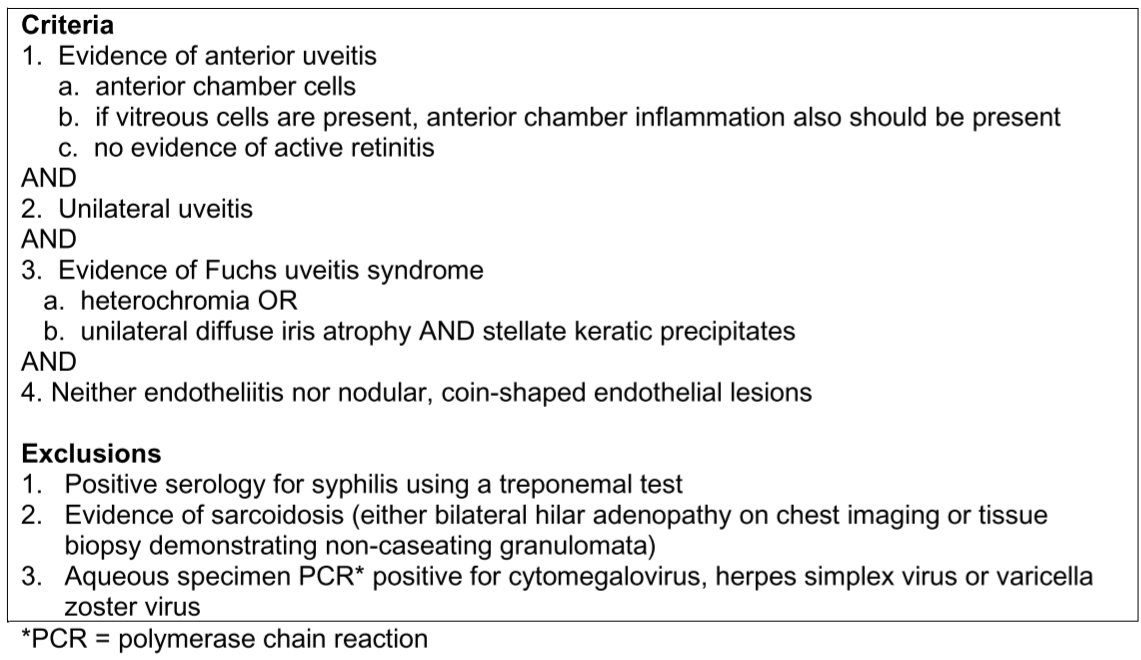 Criteria
1. Evidence of anterior uveitis
a. anterior chamber cells
b. if vitreous cells are present, anterior chamber inflammation also should be present
c. no evidence of active retinitis
AND
2. Unilateral uveitis
AND
3. Evidence of Fuchs uveitis syndrome
a. heterochromia OR
b. unilateral diffuse iris atrophy AND stellate keratic precipitates
AND
4. Neither endotheliitis nor nodular, coin-shaped endothelial lesions
Exclusions
1. Positive serology for syphilis using a treponemal test
2. Evidence of sarcoidosis (either bilateral hilar adenopathy on chest imaging or tissue
biopsy demonstrating non-caseating granulomata)
3. Aqueous specimen PCR* positive for cytomegalovirus, herpes simplex virus or varicella
zoster virus
*PCR = polymerase chain reaction